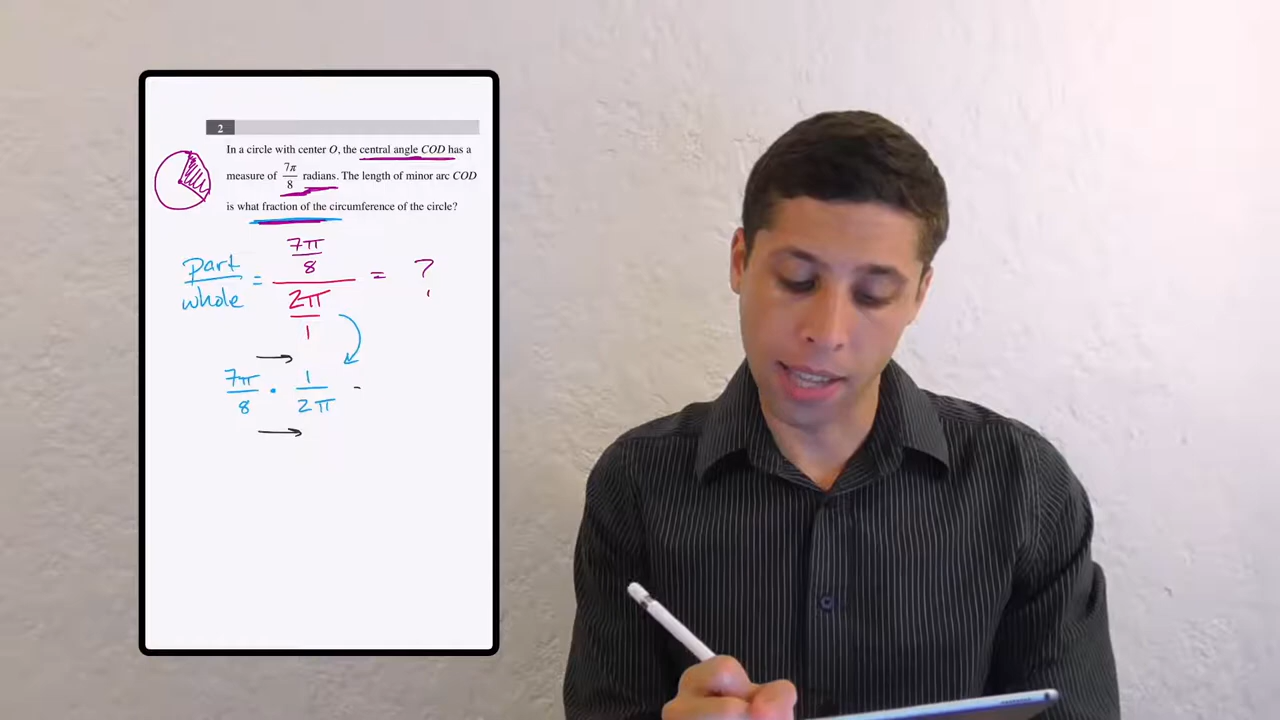 2
In a circle with center O, the central angle COD has a
measure of 7π/8 radians. The length of minor arc COD
is what fraction of the circumference of the circle?
part/whole = (7π/8)/(2π/1) = ?
7π/8 · 1/2π